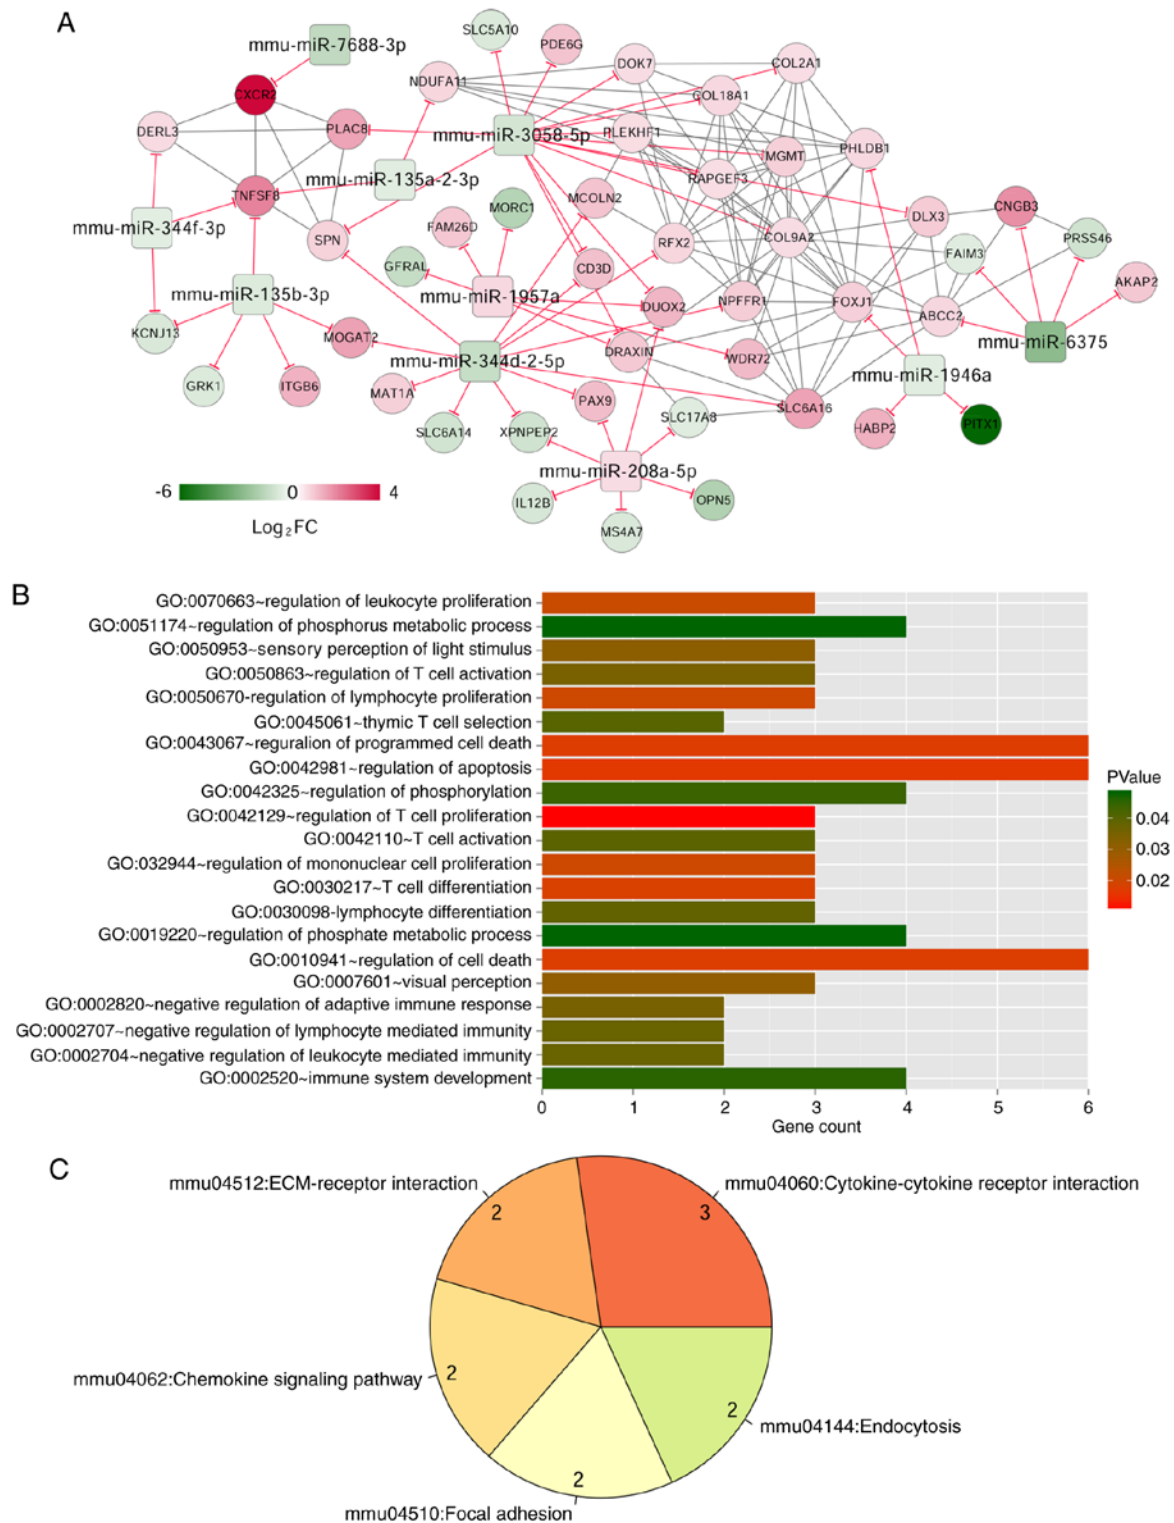 A
mmu-miR-7688-3p
SLC5A10
PDE6G
DOK7
COL2A1
NDUFA11
CXCR2
COL18A1
DERL3
PLAC8
mmu-miR-3058-5p
PLEKHF1
MGMT
PHLDB1
mmu-miR-135a-2-3p
RAPGEF3
TNFSF8
MCOLN2
MORC1
DLX3
CNGB3
mmu-miR-344f-3p
FAM26D
SPN
RFX2
COL9A2
PRSS46
GFRAL
CD3D
FAIM3
AKAP2
mmu-miR-135b-3p
mmu-miR-1957a
DUOX2
NPFFR1
FOXJ1
ABCC2
KCNJ13
MOGAT2
mmu-miR-6375
mmu-miR-344d-2-5p
DRAXIN
WDR72
mmu-miR-1946a
GRK1
ITGB6
MAT1A
PAX9
SLC17A8
SLC6A16
HABP2
PITX1
SLC6A14
XPNPEP2
mmu-miR-208a-5p
-6
0
4
Log2FC
IL12B
OPN5
MS4A7
B
GO:0070663~regulation of leukocyte proliferation
GO:0051174~regulation of phosphorus metabolic process
GO:0050953~sensory perception of light stimulus
GO:0050863~regulation of T cell activation
GO:0050670-regulation of lymphocyte proliferation
GO:0045061~thymic T cell selection
GO:0043067~reguralion of programmed cell death
GO:0042981~regulation of apoptosis
GO:0042325~regulation of phosphorylation
GO:0042129~regulation of T cell proliferation
GO:0042110~T cell activation
GO:032944~regulation of mononuclear cell proliferation
GO:0030217~T cell differentiation
GO:0030098-lymphocyte differentiation
GO:0019220~regulation of phosphate metabolic process
GO:0010941~regulation of cell death
GO:0007601~visual perception
GO:0002820~negative regulation of adaptive immune response
GO:0002707~negative regulation of lymphocyte mediated immunity
GO:0002704~negative regulation of leukocyte mediated immunity
GO:0002520~immune system development
0 1 2 3 4 5 6
Gene count
PValue
0.04
0.03
0.02
C
mmu04512:ECM-receptor interaction
2
mmu04060:Cytokine-cytokine receptor interaction
3
mmu04062:Chemokine signaling pathway
2
mmu04144:Endocytosis
2
mmu04510:Focal adhesion
2